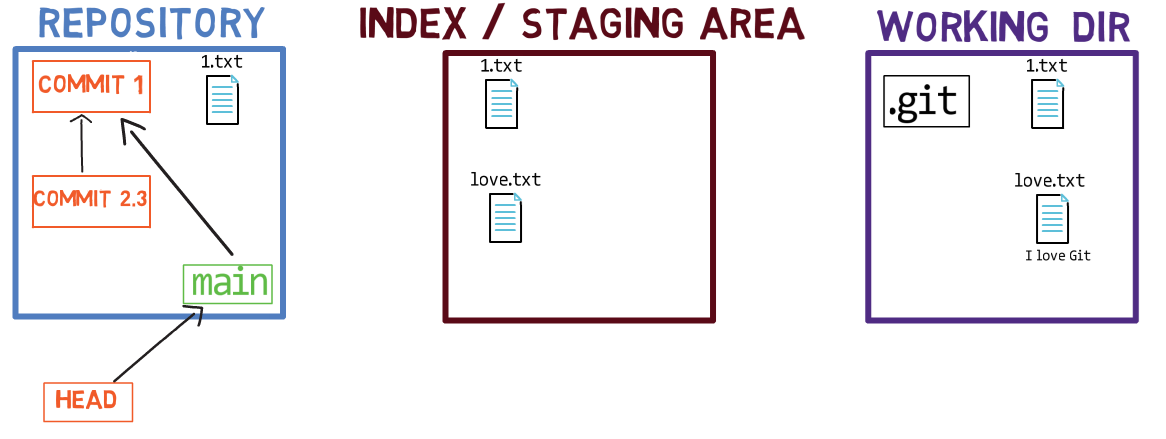 REPOSITORY
INDEX / STAGING AREA
WORKING DIR
COMMIT 1
1.txt
COMMIT 2.3
main
HEAD
1.txt
love.txt
.git
1.txt
love.txt
I love Git